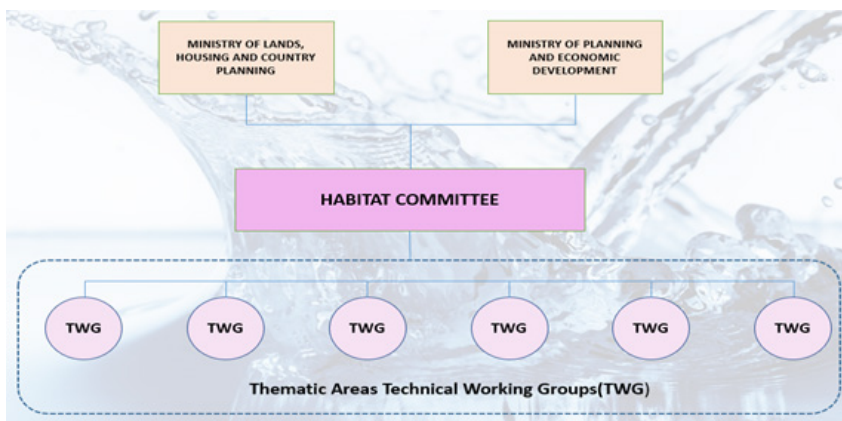 MINISTRY OF LANDS,
HOUSING AND COUNTRY
PLANNING
MINISTRY OF PLANNING
AND ECONOMIC
DEVELOPMENT
HABITAT COMMITTEE
TWG
TWG
TWG
TWG
TWG
TWG
Thematic Areas Technical Working Groups(TWG)